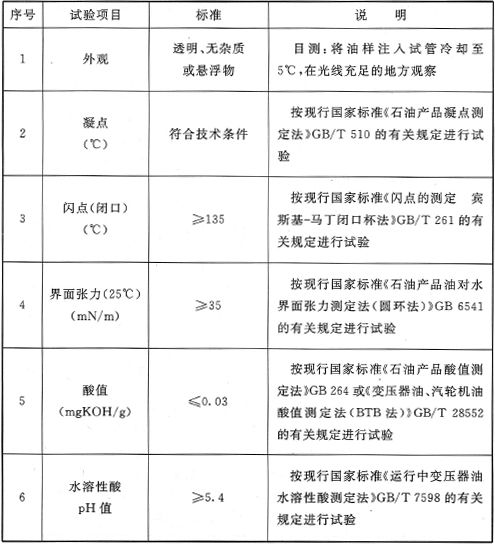 序号 试验项目 标准 说 明
1 外观 透明、无杂质
或悬浮物 目测:将油样注入试管冷却至
5℃,在光线充足的地方观察
2 凝点
(℃) 符合技术条件 按现行国家标准《石油产品凝点测
定法》GB/T 510 的有关规定进行试
验
3 闪点(闭口)
(℃) ≥135 按现行国家标准《闪点的测定 宾
斯基-马丁闭口杯法》GB/T 261 的有
关规定进行试验
4 界面张力(25℃)
(mN/m) ≥35 按现行国家标准《石油产品油对水
界面张力测定法(圆环法)》GB 6541
的有关规定进行试验
5 酸值
(mgKOH/g) ≤0.03 按现行国家标准《石油产品酸值测
定法》GB 264 或《变压器油、汽轮机油
酸值测定法(BTB 法)》GB/T 28552
的有关规定进行试验
6 水溶性酸
pH 值 ≥5.4 按现行国家标准《运行中变压器油
水溶性酸测定法》GB/T 7598 的有关
规定进行试验